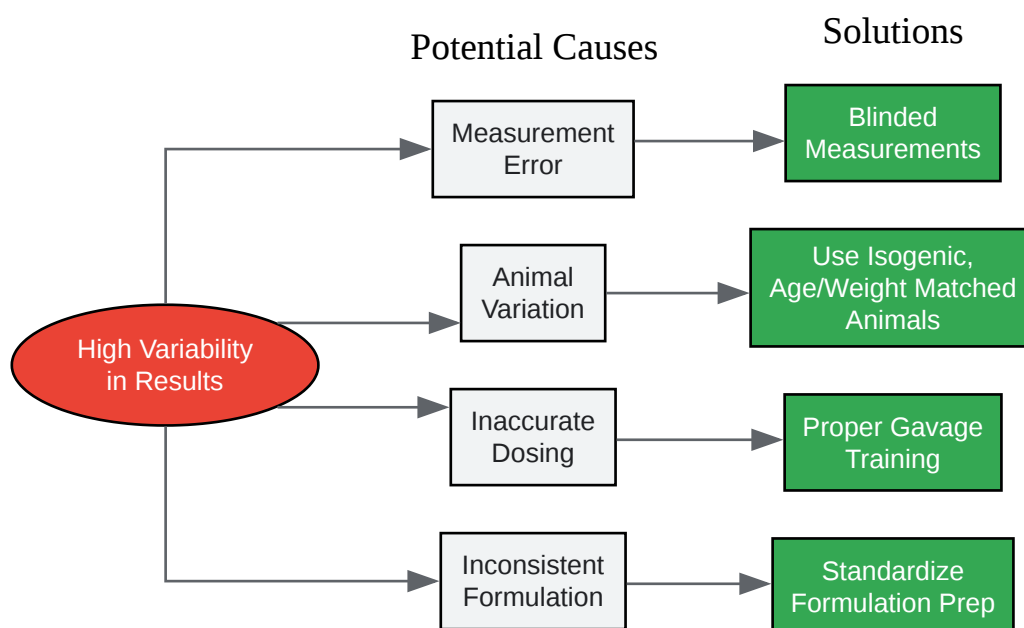 Potential Causes
Solutions
Measurement
Error
Blinded
Measurements
Animal
Variation
Use Isogenic,
Age/Weight Matched
Animals
High Variability
in Results
Inaccurate
Dosing
Proper Gavage
Training
Inconsistent
Formulation
Standardize
Formulation Prep